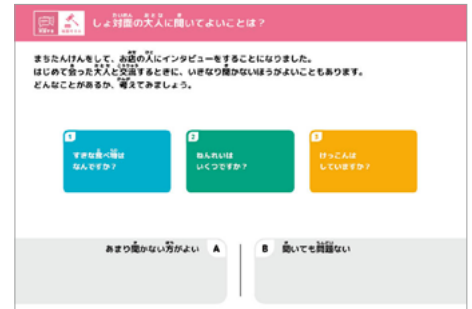 しょ対面の大人に聞いてよいことは？
まちたんけんをして、お店の人にインタビューをすることになりました。
はじめて会った大人と交流するときに、いきなり聞かないほうがよいこともあります。
どんなことがあるか、考えてみましょう。
1
すきな食べ物は
なんですか？
2
ねんれいは
いくつですか？
3
けっこんは
していますか？
あまり聞かない方がよい A
B 聞いても問題ない